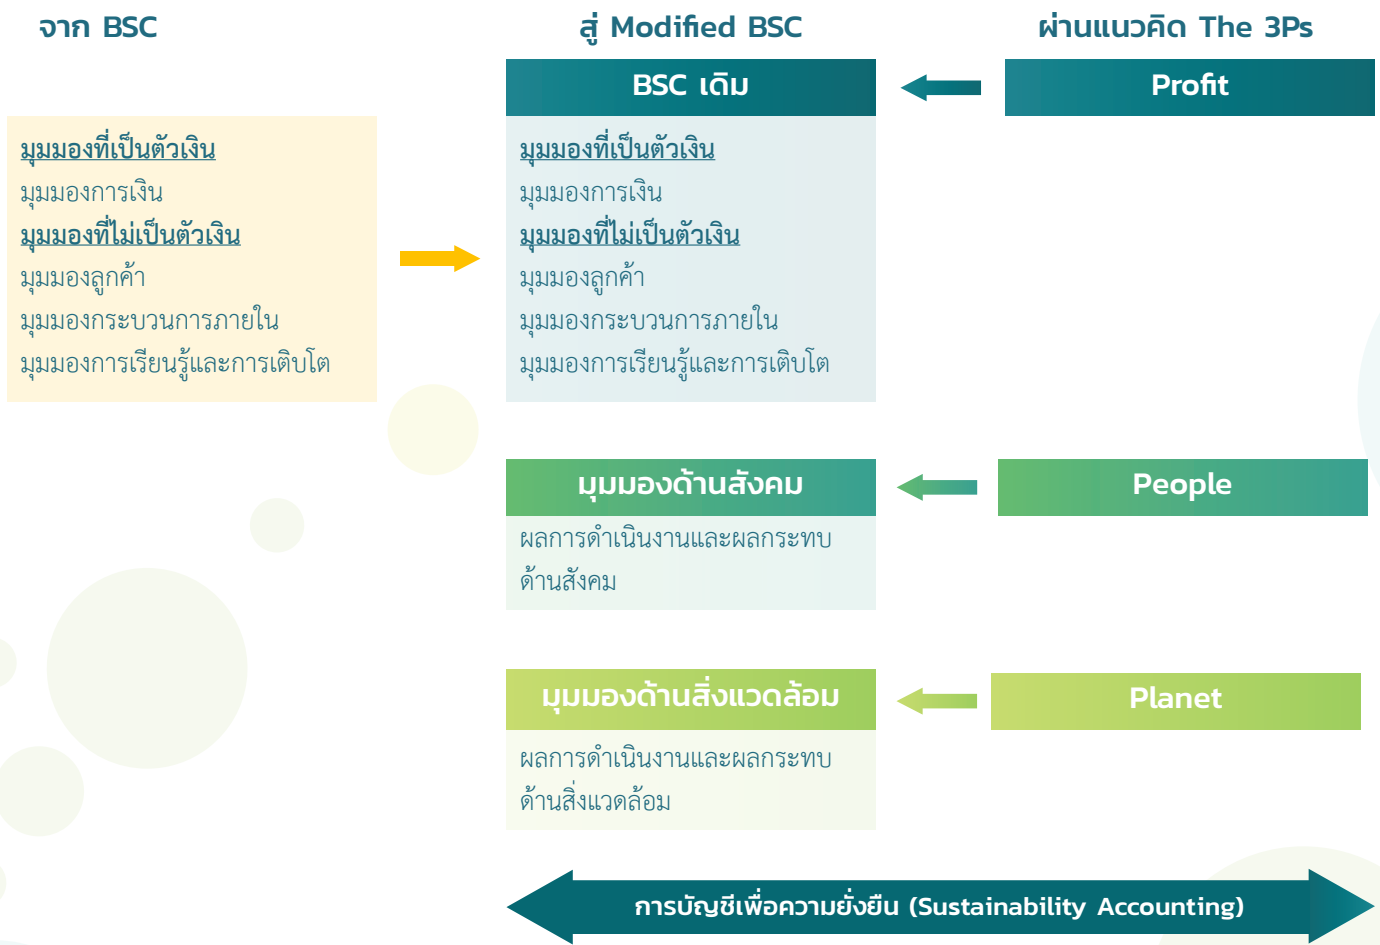 จาก BSC
สู่ Modified BSC
ผ่านแนวคิด The 3Ps
มุมมองที่เป็นตัวเงิน
มุมมองการเงิน
มุมมองที่ไม่เป็นตัวเงิน
มุมมองลูกค้า
มุมมองกระบวนการภายใน
มุมมองการเรียนรู้และการเติบโต
BSC เดิม
มุมมองที่เป็นตัวเงิน
มุมมองการเงิน
มุมมองที่ไม่เป็นตัวเงิน
มุมมองลูกค้า
มุมมองกระบวนการภายใน
มุมมองการเรียนรู้และการเติบโต
Profit
มุมมองด้านสังคม
ผลการดำเนินงานและผลกระทบ
ด้านสังคม
People
มุมมองด้านสิ่งแวดล้อม
ผลการดำเนินงานและผลกระทบ
ด้านสิ่งแวดล้อม
Planet
การบัญชีเพื่อความยั่งยืน (Sustainability Accounting)